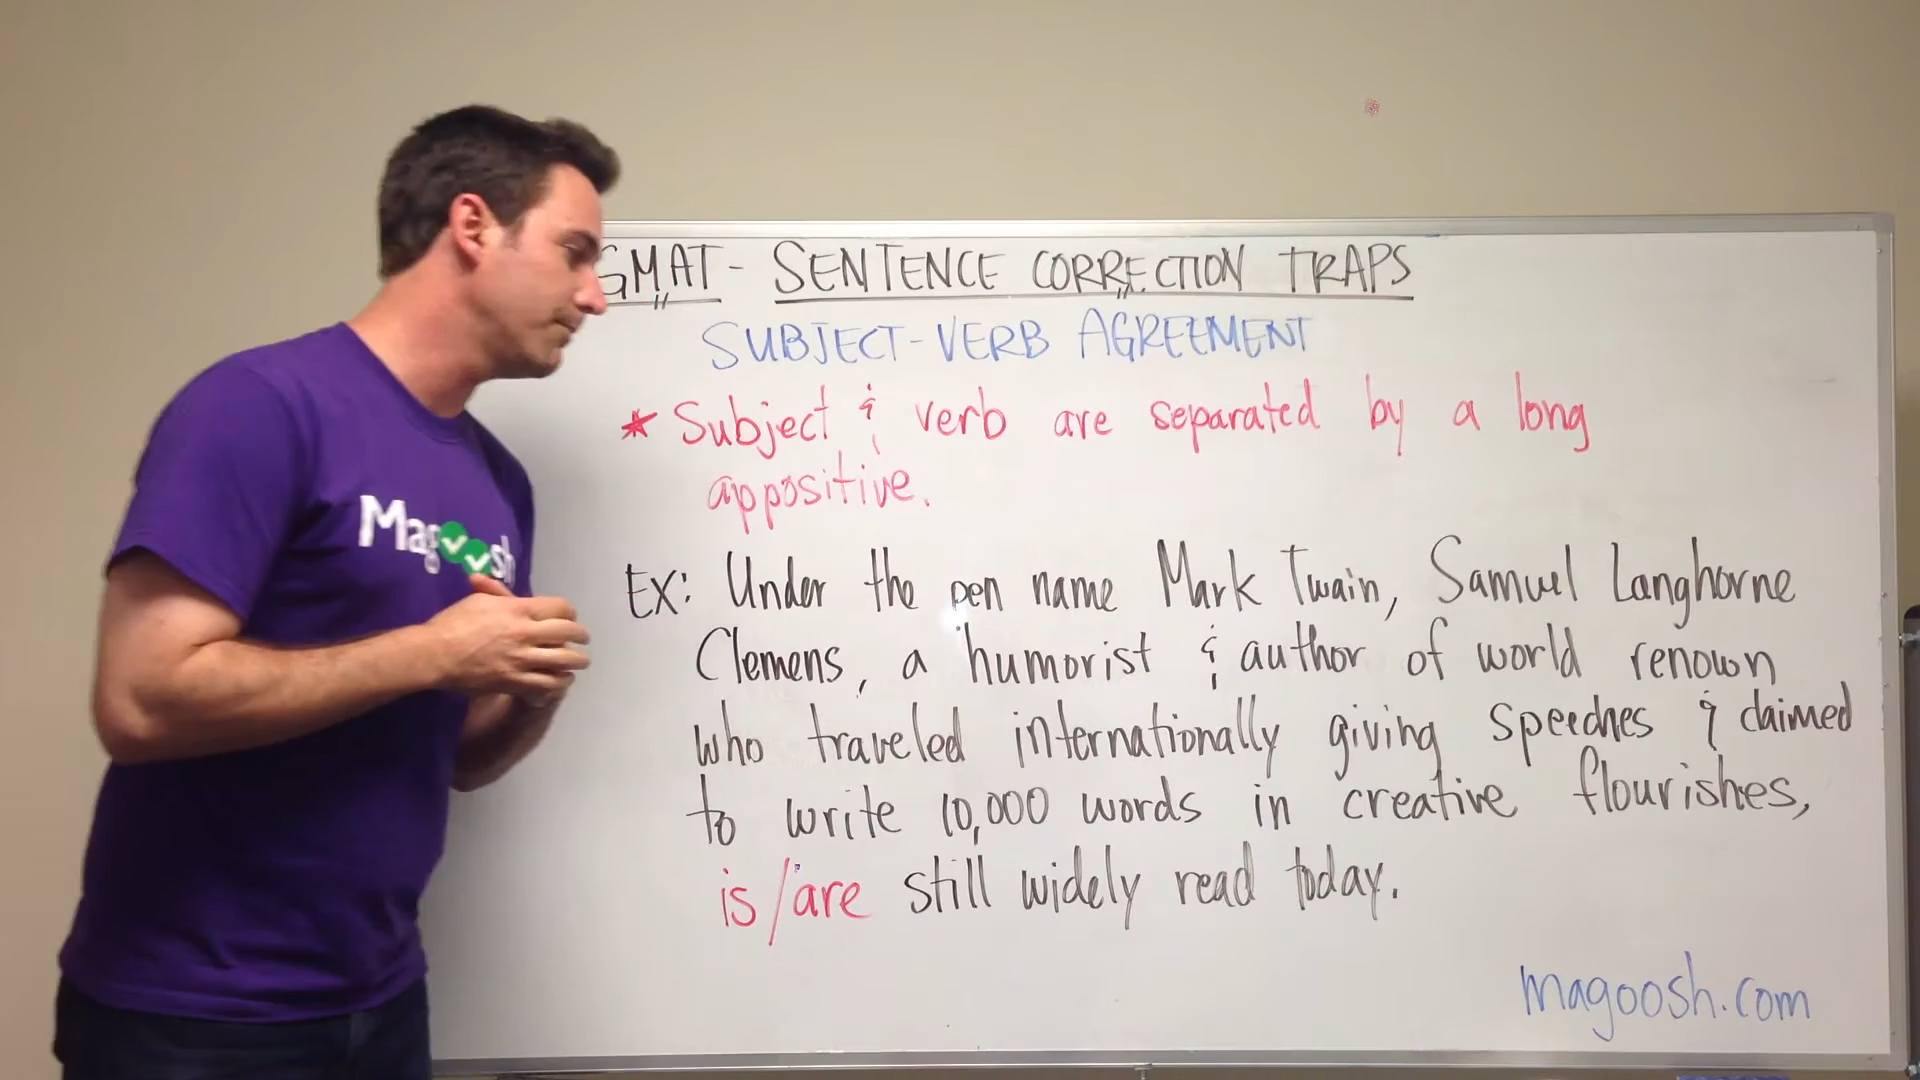 GMAT - SENTENCE CORRECTION TRAPS
SUBJECT-VERB AGREEMENT
* Subject & verb are separated by a long
appositive.
Magoosh
Ex: Under the pen name Mark Twain, Samuel Langhorne
Clemens, a humorist & author of world renown
who traveled internationally giving speeches & claimed
to write 10,000 words in creative flourishes,
is/are still widely read today.
magoosh.com